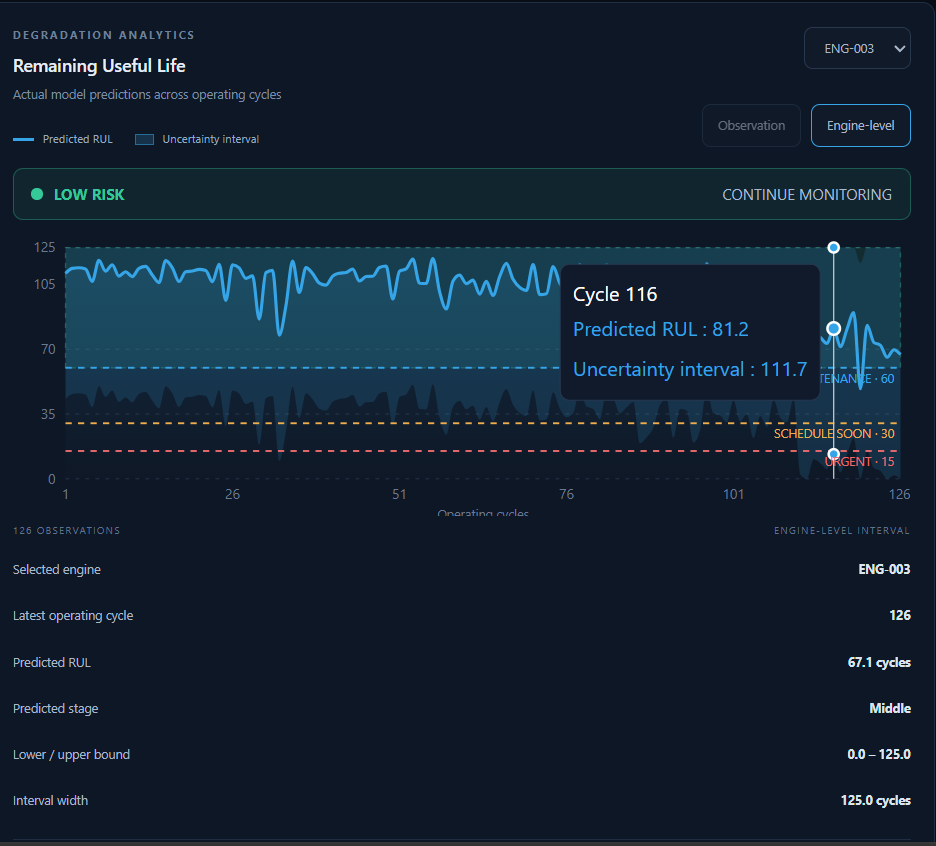 DEGRADATION ANALYTICS
ENG-003
Remaining Useful Life
Actual model predictions across operating cycles
Observation
Engine-level
Predicted RUL
Uncertainty interval
LOW RISK
CONTINUE MONITORING
125
105
70
35
0
Cycle 116
Predicted RUL : 81.2
Uncertainty interval : 111.7
TENANCE · 60
SCHEDULE SOON · 30
URGENT · 15
1
26
51
76
101
126
Operating cycles
126 OBSERVATIONS
ENGINE-LEVEL INTERVAL
Selected engine
ENG-003
Latest operating cycle
126
Predicted RUL
67.1 cycles
Predicted stage
Middle
Lower / upper bound
0.0 – 125.0
Interval width
125.0 cycles